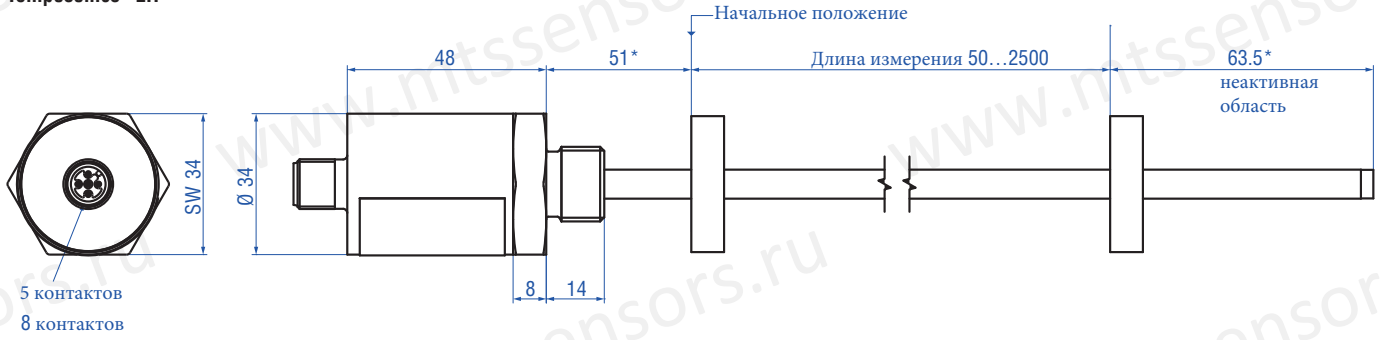 Начальное положение
48
51*
Длина измерения 50…2500
63.5*
неактивная
область
SW 34
Ø 34
8
14
5 контактов
8 контактов
www.mtssensors.ru
www.mtssensors.ru